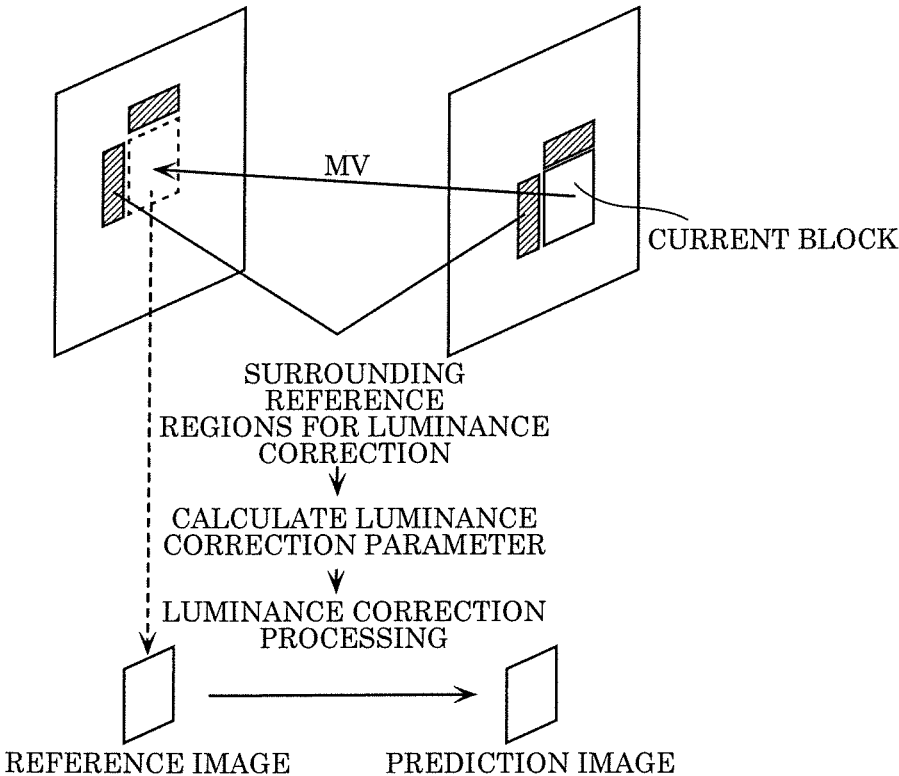 MV
CURRENT BLOCK
SURROUNDING
REFERENCE
REGIONS FOR LUMINANCE
CORRECTION
CALCULATE LUMINANCE
CORRECTION PARAMETER
LUMINANCE CORRECTION
PROCESSING
REFERENCE IMAGE
PREDICTION IMAGE